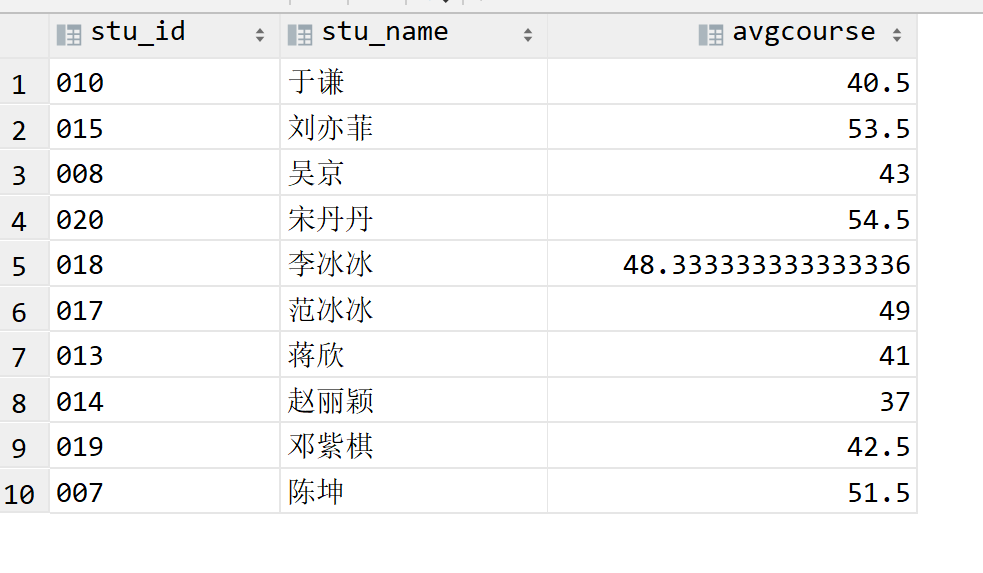 stu_id stu_name avgcourse
1 010 于谦 40.5
2 015 刘亦菲 53.5
3 008 吴京 43
4 020 宋丹丹 54.5
5 018 李冰冰 48.333333333333336
6 017 范冰冰 49
7 013 蒋欣 41
8 014 赵丽颖 37
9 019 邓紫棋 42.5
10 007 陈坤 51.5